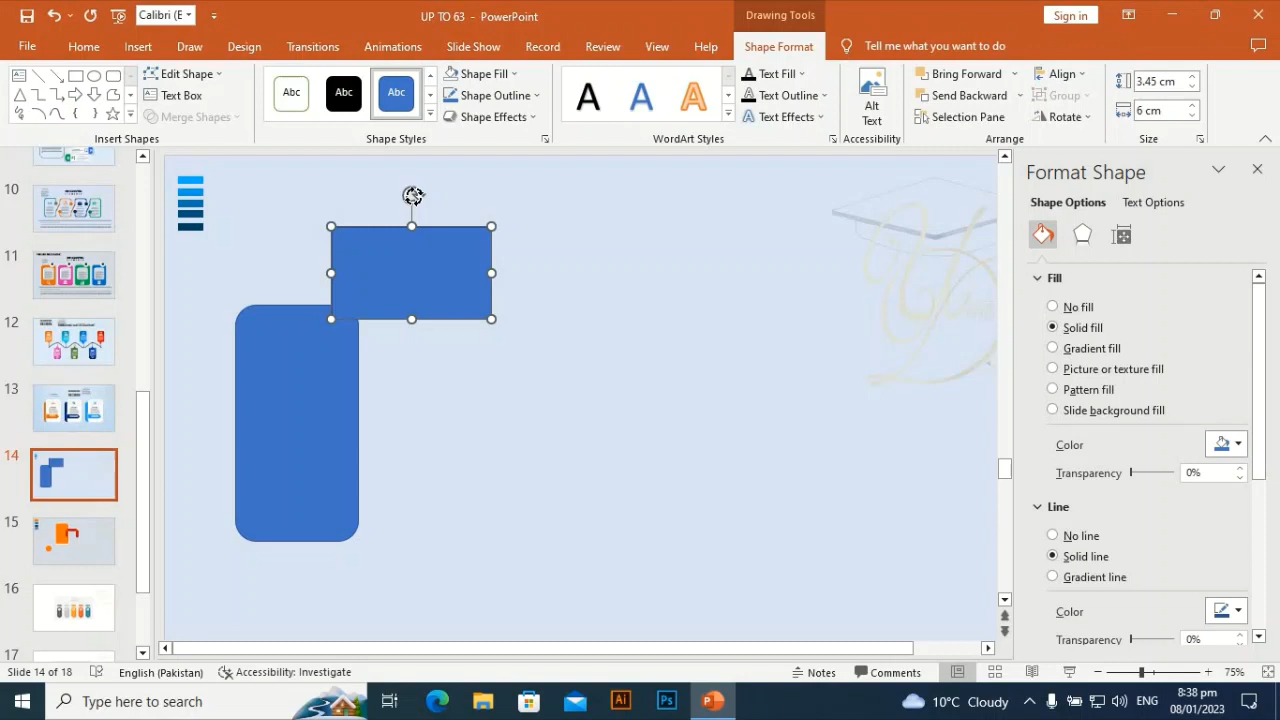 Calibri (E
UP TO 63 - PowerPoint
Drawing Tools
Sign in
File
Home
Insert
Draw
Design
Transitions
Animations
Slide Show
Record
Review
View
Help
Shape Format
Tell me what you want to do
Edit Shape
Text Box
Merge Shapes
Insert Shapes
Abc
Abc
Abc
Shape Fill
Shape Outline
Shape Effects
Shape Styles
A
A
A
Text Fill
Text Outline
Text Effects
WordArt Styles
Alt
Text
Accessibility
Bring Forward
Send Backward
Selection Pane
Align
Group
Rotate
Arrange
3.45 cm
6 cm
Size
10
11
12
13
14
15
16
17
Format Shape
Shape Options
Text Options
Fill
No fill
Solid fill
Gradient fill
Picture or texture fill
Pattern fill
Slide background fill
Color
Transparency
0%
Line
No line
Solid line
Gradient line
Color
Transparency
0%
Slide 14 of 18
English (Pakistan)
Accessibility: Investigate
Notes
Comments
75%
Type here to search
Ai
Ps
P
10°C Cloudy
ENG
8:38 pm
08/01/2023